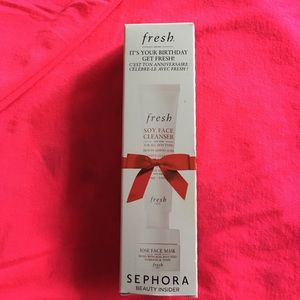 fresh
IT'S YOUR BIRTHDAY
GET FRESH!
C'EST TON ANNIVERSAIRE.
CÉLÈBRE-LE AVEC FRESH!
fresh
SOY FACE
CLEANSER
fresh
ROSE FACE MASK
fresh
SEPHORA
BEAUTY INSIDER